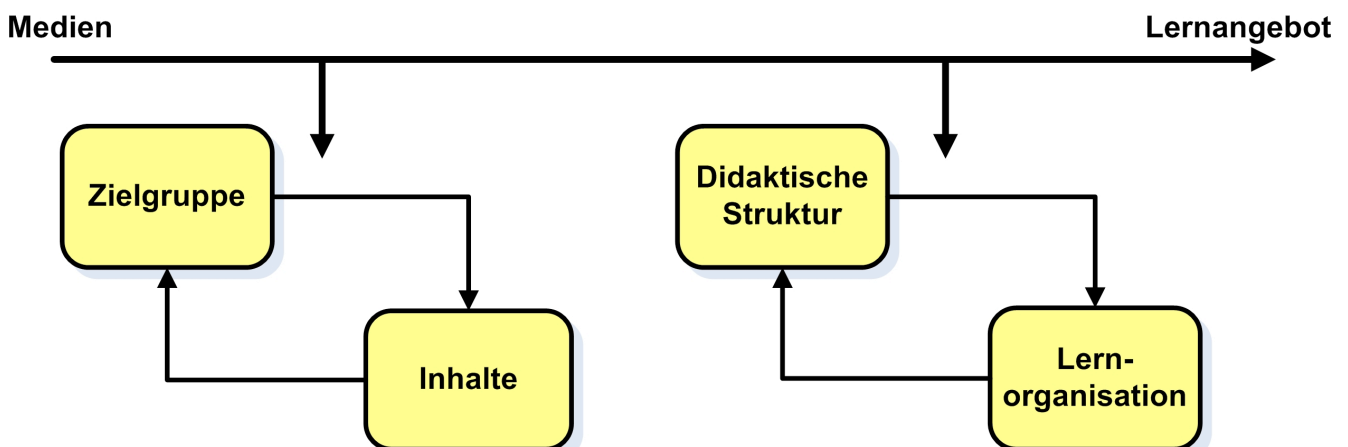 Medien
Lernangebot
Zielgruppe
Didaktische
Struktur
Inhalte
Lern-
organisation